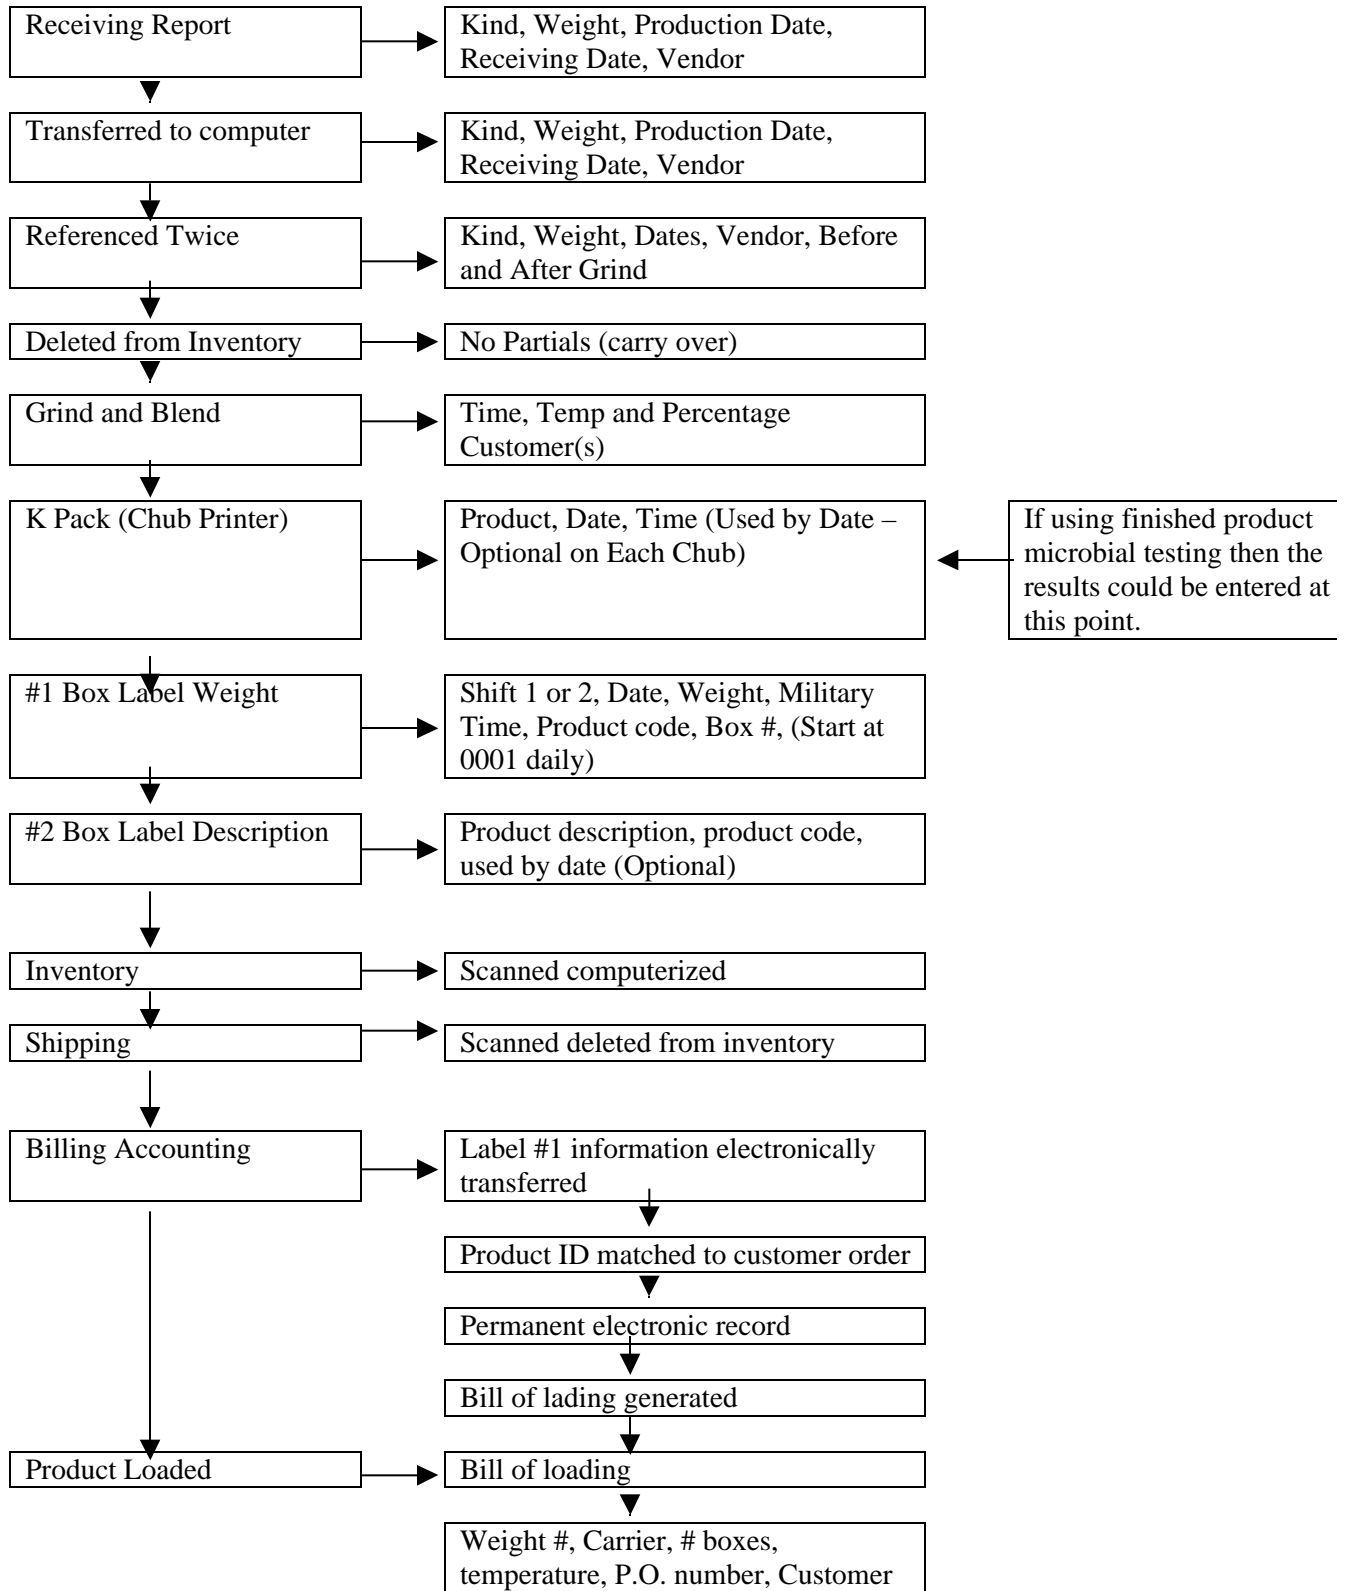 Receiving Report
Kind, Weight, Production Date,
Receiving Date, Vendor
Transferred to computer
Kind, Weight, Production Date,
Receiving Date, Vendor
Referenced Twice
Kind, Weight, Dates, Vendor, Before
and After Grind
Deleted from Inventory
No Partials (carry over)
Grind and Blend
Time, Temp and Percentage
Customer(s)
K Pack (Chub Printer)
Product, Date, Time (Used by Date –
Optional on Each Chub)
If using finished product
microbial testing then the
results could be entered at
this point.
#1 Box Label Weight
Shift 1 or 2, Date, Weight, Military
Time, Product code, Box #, (Start at
0001 daily)
#2 Box Label Description
Product description, product code,
used by date (Optional)
Inventory
Scanned computerized
Shipping
Scanned deleted from inventory
Billing Accounting
Label #1 information electronically
transferred
Product ID matched to customer order
Permanent electronic record
Bill of lading generated
Product Loaded
Bill of loading
Weight #, Carrier, # boxes,
temperature, P.O. number, Customer